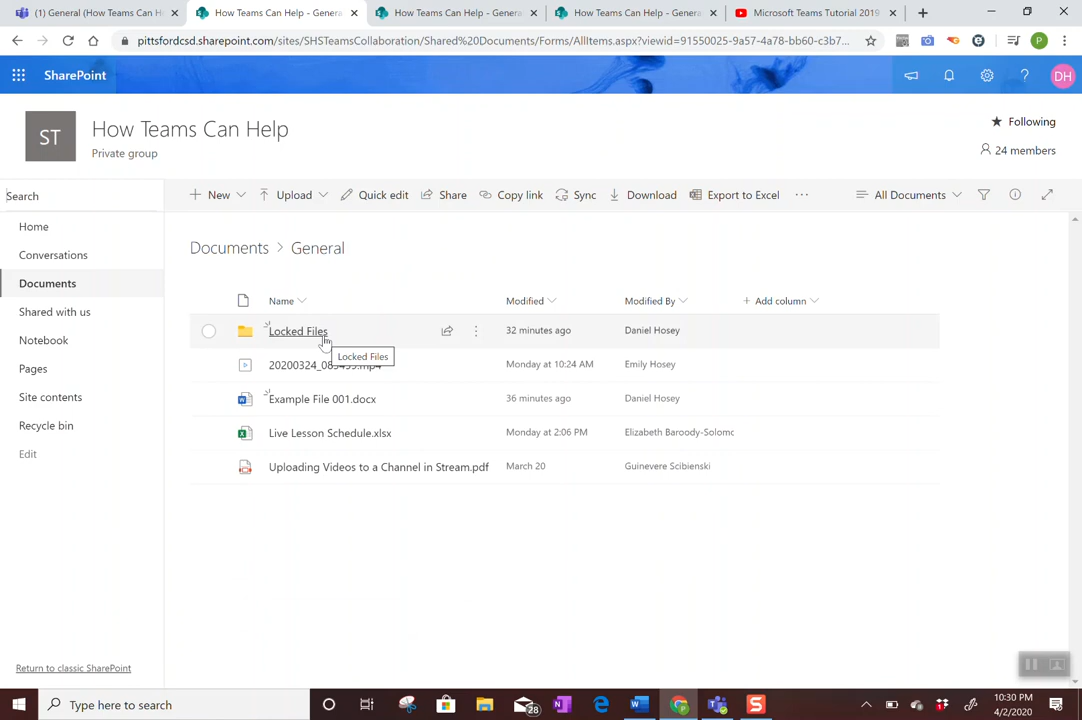 (1) General (How Teams Can H
How Teams Can Help - Genera
How Teams Can Help - Genera
How Teams Can Help - Genera
Microsoft Teams Tutorial 2019
pittsfordcsd.sharepoint.com/sites/SHSTeamsCollaboration/Shared%20Documents/Forms/AllItems.aspx?viewid=91550025-9a57-4a78-bb60-c3b7...
P
SharePoint
DH
ST
How Teams Can Help
Private group
Following
24 members
Search
New
Upload
Quick edit
Share
Copy link
Sync
Download
Export to Excel
All Documents
Home
Conversations
Documents
Shared with us
Notebook
Pages
Site contents
Recycle bin
Edit
Return to classic SharePoint
Documents > General
Name
Modified
Modified By
Add column
Locked Files
32 minutes ago
Daniel Hosey
Locked Files
Monday at 10:24 AM
Emily Hosey
Example File 001.docx
36 minutes ago
Daniel Hosey
Live Lesson Schedule.xlsx
Monday at 2:06 PM
Elizabeth Baroody-Solomo
Uploading Videos to a Channel in Stream.pdf
March 20
Guinevere Scibienski
Type here to search
28
10:30 PM
4/2/2020